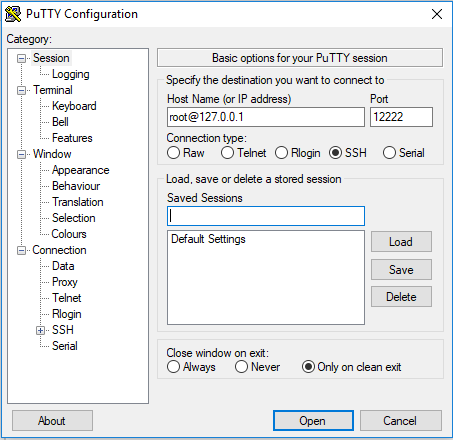 PuTTY Configuration
Category:
Session
Logging
Terminal
Keyboard
Bell
Features
Window
Appearance
Behaviour
Translation
Selection
Colours
Connection
Data
Proxy
Telnet
Rlogin
SSH
Serial
Basic options for your PuTTY session
Specify the destination you want to connect to
Host Name (or IP address) Port
root@127.0.0.1 12222
Connection type:
Raw Telnet Rlogin SSH Serial
Load, save or delete a stored session
Saved Sessions
Default Settings
Load
Save
Delete
Close window on exit:
Always Never Only on clean exit
About Open Cancel